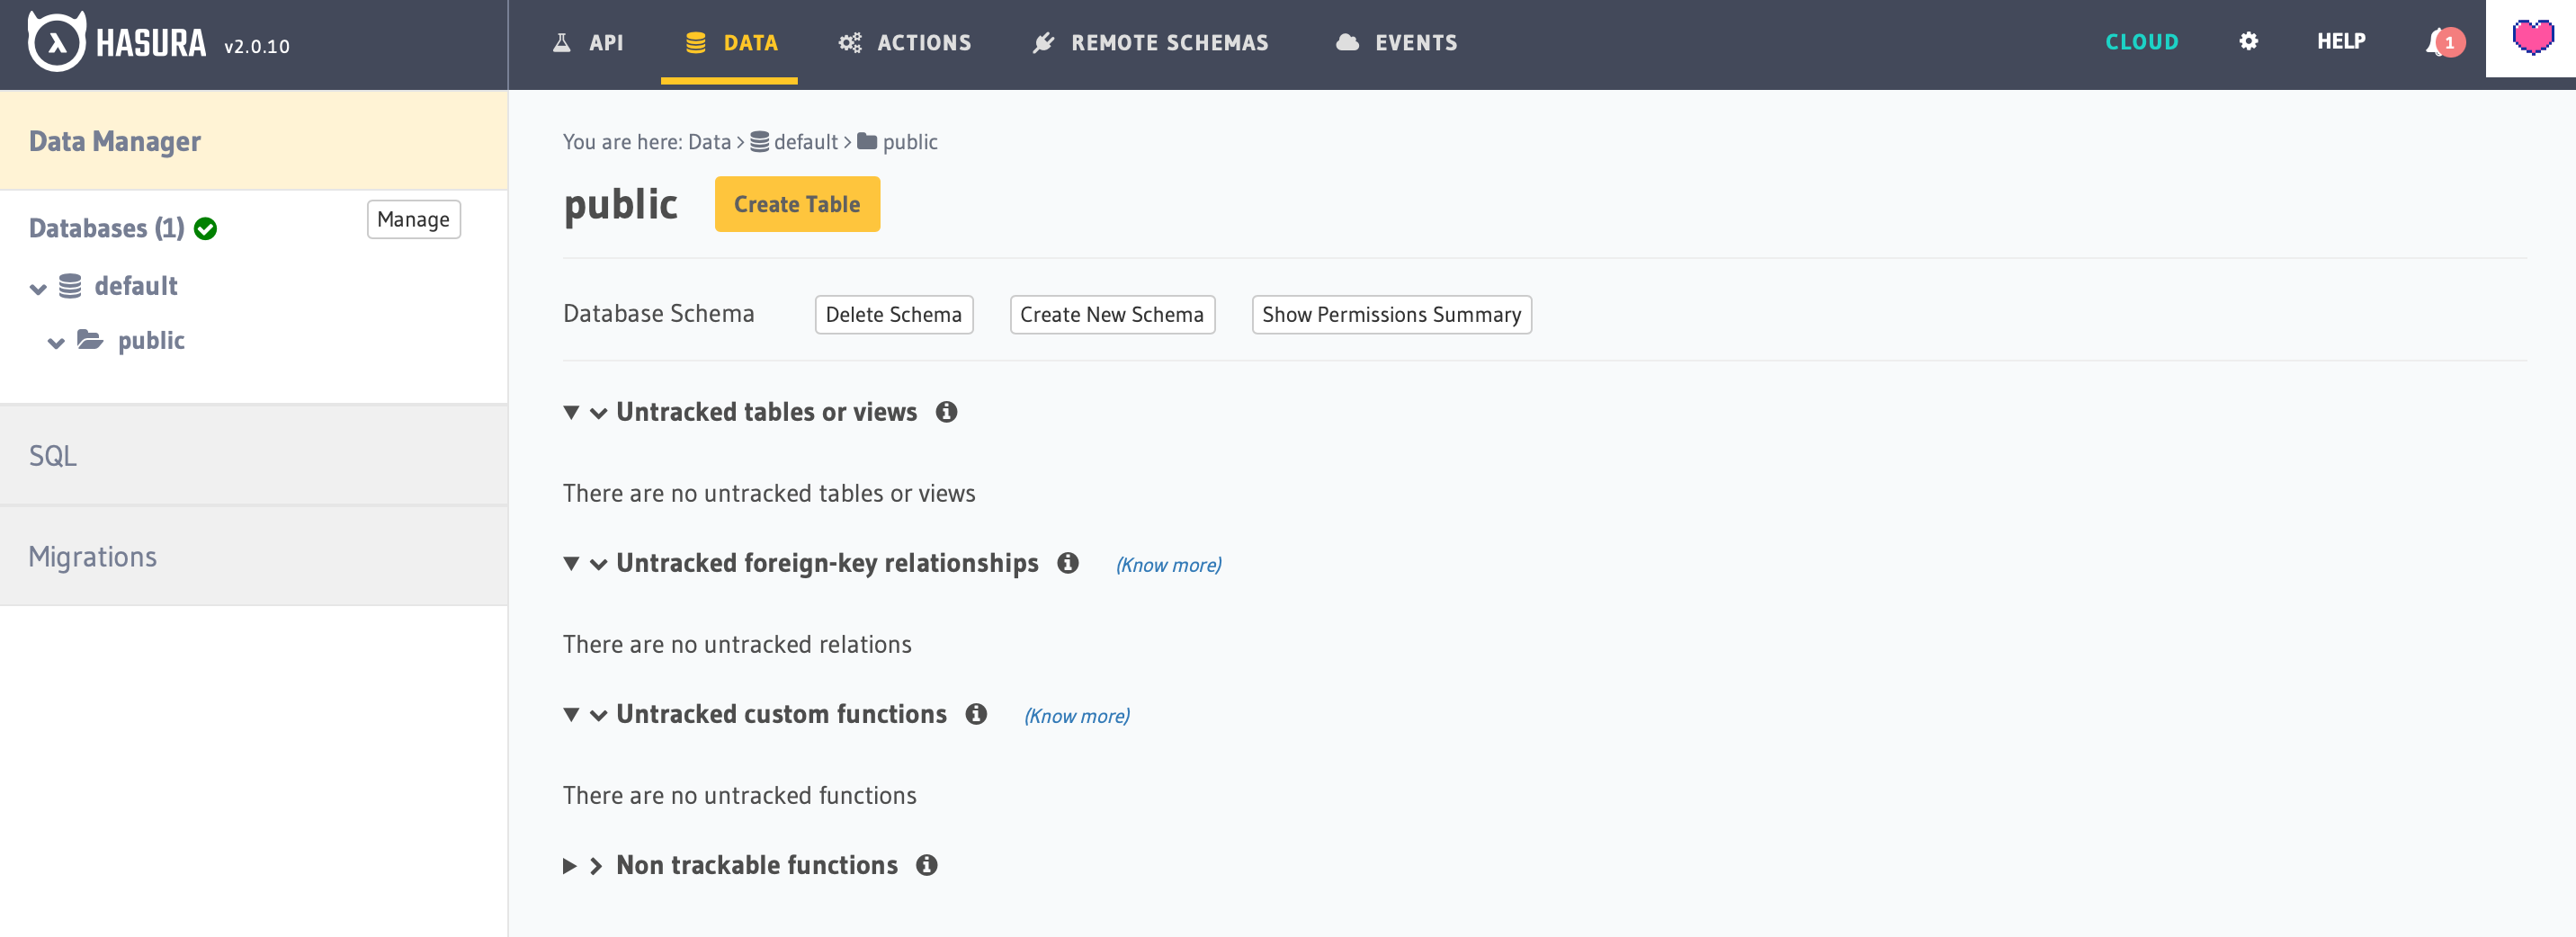 HASURA v2.0.10
API DATA ACTIONS REMOTE SCHEMAS EVENTS
CLOUD HELP 1
Data Manager
Databases (1) Manage
default
public
SQL
Migrations
You are here: Data > default > public
public Create Table
Database Schema Delete Schema Create New Schema Show Permissions Summary
Untracked tables or views
There are no untracked tables or views
Untracked foreign-key relationships (Know more)
There are no untracked relations
Untracked custom functions (Know more)
There are no untracked functions
Non trackable functions